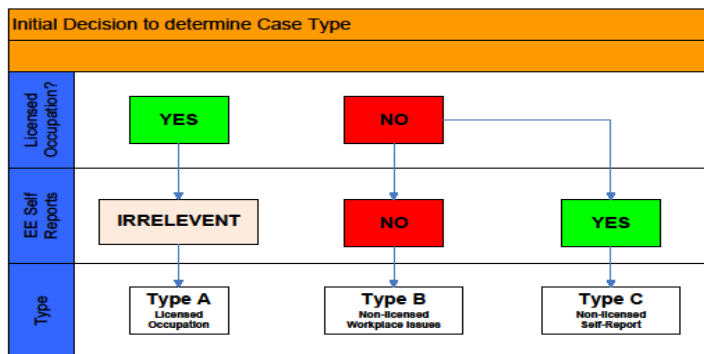 Initial Decision to determine Case Type
Licensed
Occupation?
YES
NO
EE Self
Reports
IRRELEVENT
NO
YES
Type
Type A
Licensed
Occupation
Type B
Non-licensed
Workplace Issues
Type C
Non-licensed
Self-Report